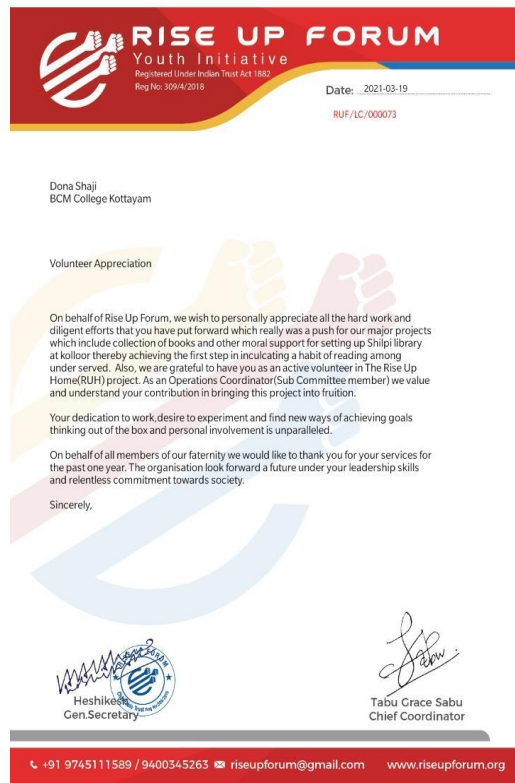 RISE UP FORUM
Youth Initiative
Registered Under Indian Trust Act 1882
Reg No: 309/4/2018
Date: 2021-03-19
RUF/LC/000073
Dona Shaji
BCM College Kottayam
Volunteer Appreciation
On behalf of Rise Up Forum, we wish to personally appreciate all the hard work and
diligent efforts that you have put forward which really was a push for our major projects
which include collection of books and other moral support for setting up Shilpi library
at kolloor thereby achieving the first step in inculcating a habit of reading among
under served. Also, we are grateful to have you as an active volunteer in The Rise Up
Home(RUH) project. As an Operations Coordinator(Sub Committee member) we value
and understand your contribution in bringing this project into fruition.
Your dedication to work,desire to experiment and find new ways of achieving goals
thinking out of the box and personal involvement is unparalleled.
On behalf of all members of our faternity we would like to thank you for your services for
the past one year. The organisation look forward a future under your leadership skills
and relentless commitment towards society.
Sincerely,
Heshikesh
Gen.Secretary
Tabu Grace Sabu
Chief Coordinator
+91 9745111589 / 9400345263 riseupforum@gmail.com www.riseupforum.org